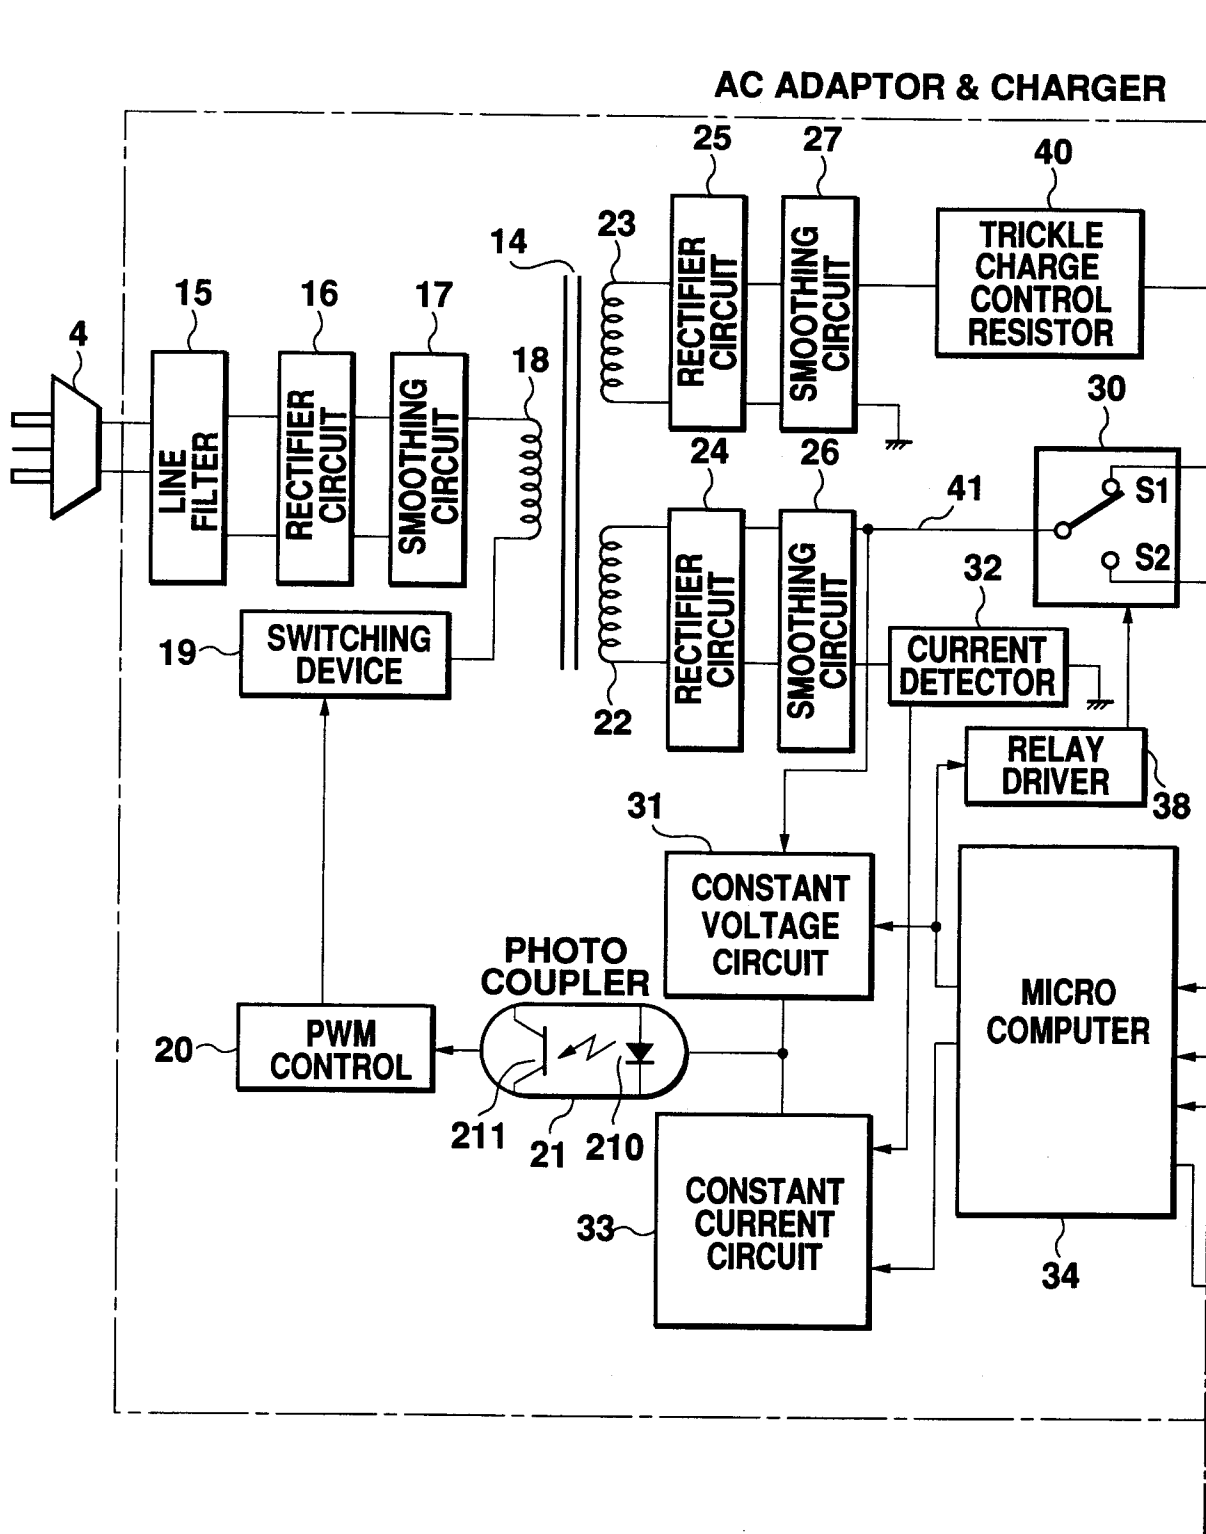 AC ADAPTOR & CHARGER
25
27
40
TRICKLE
CHARGE
CONTROL
RESISTOR
23
14
RECTIFIER
CIRCUIT
SMOOTHING
CIRCUIT
15
16
17
18
4
LINE
FILTER
RECTIFIER
CIRCUIT
SMOOTHING
CIRCUIT
30
S1
S2
24
26
41
RECTIFIER
CIRCUIT
SMOOTHING
CIRCUIT
32
CURRENT
DETECTOR
19
SWITCHING
DEVICE
22
RELAY
DRIVER
38
31
CONSTANT
VOLTAGE
CIRCUIT
PHOTO
COUPLER
MICRO
COMPUTER
20
PWM
CONTROL
211
21
210
33
CONSTANT
CURRENT
CIRCUIT
34